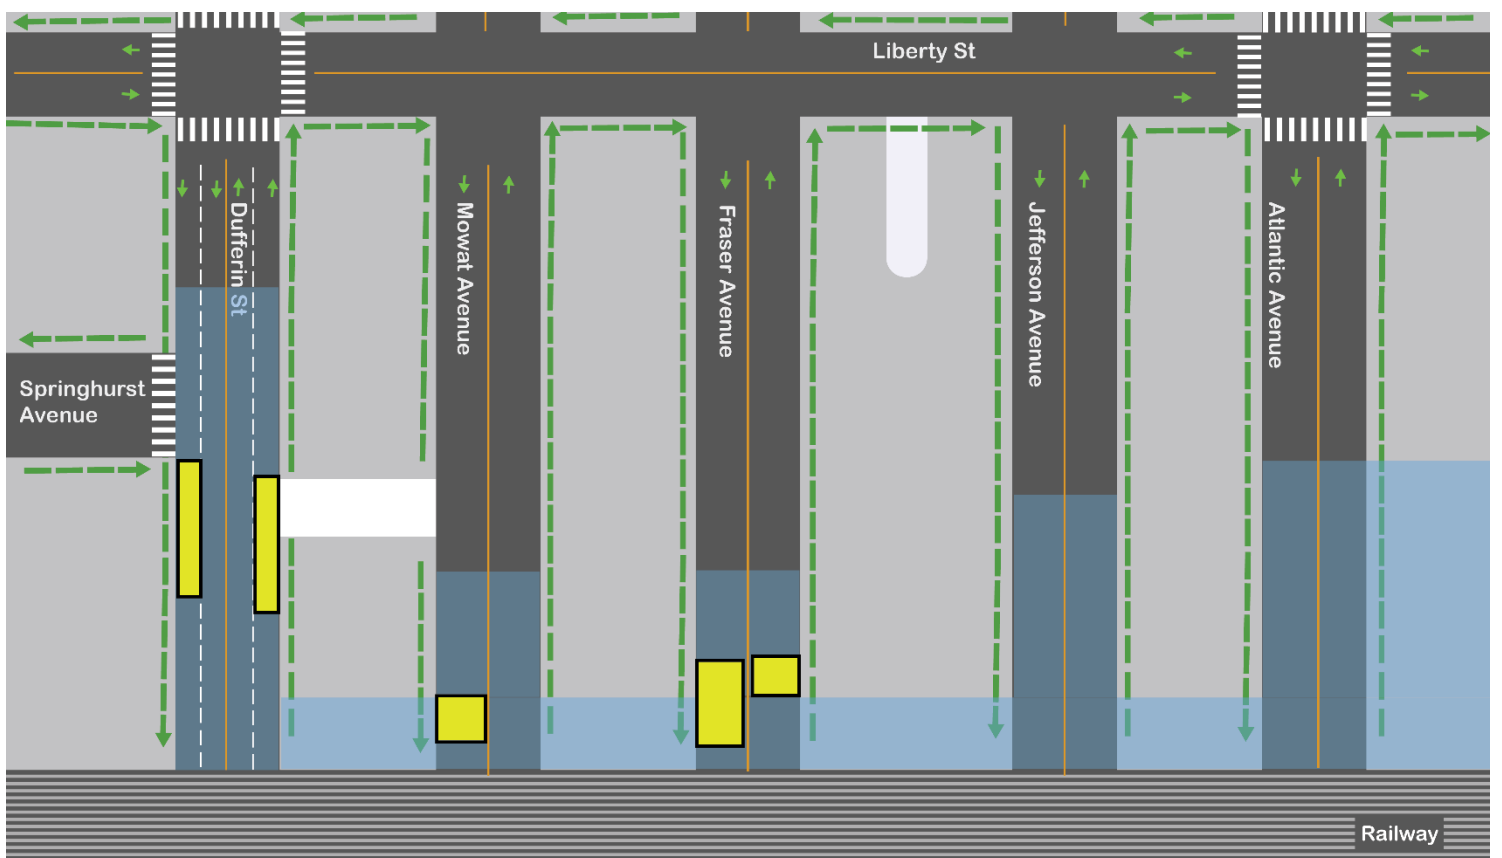 Liberty St
Dufferin St
Mowat Avenue
Fraser Avenue
Jefferson Avenue
Atlantic Avenue
Springhurst
Avenue
Railway